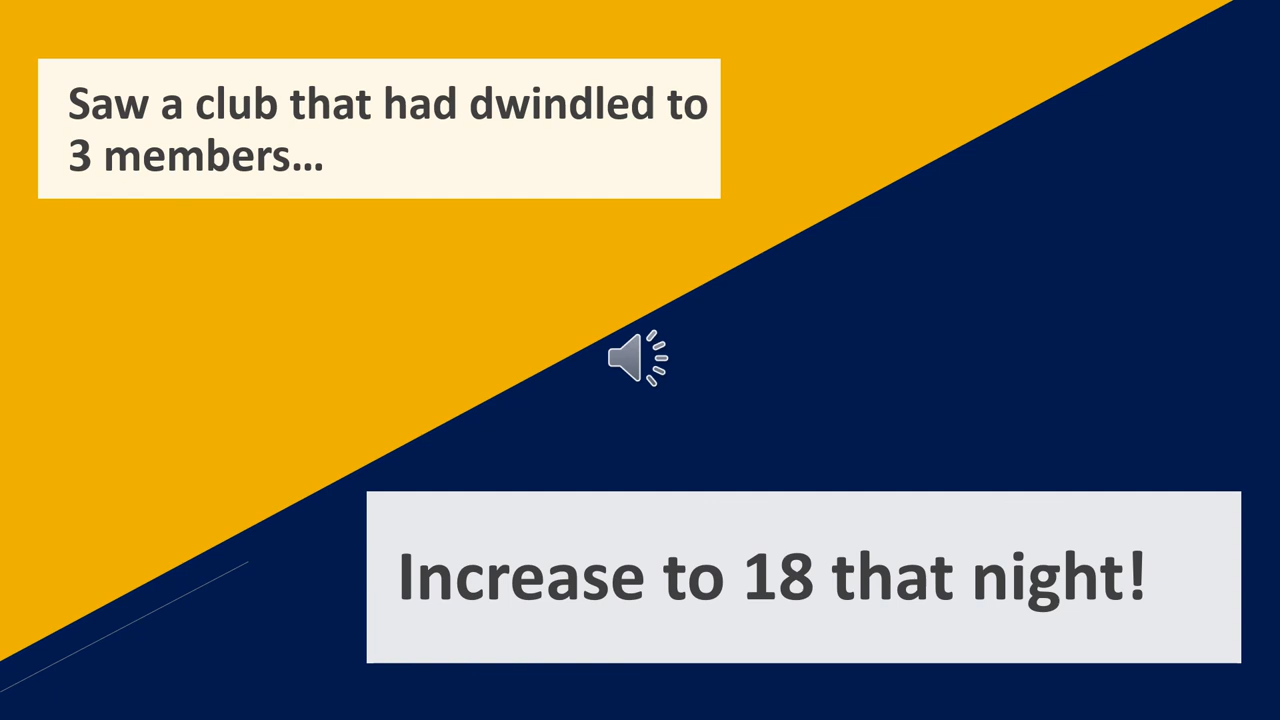 Saw a club that had dwindled to
3 members…
Increase to 18 that night!